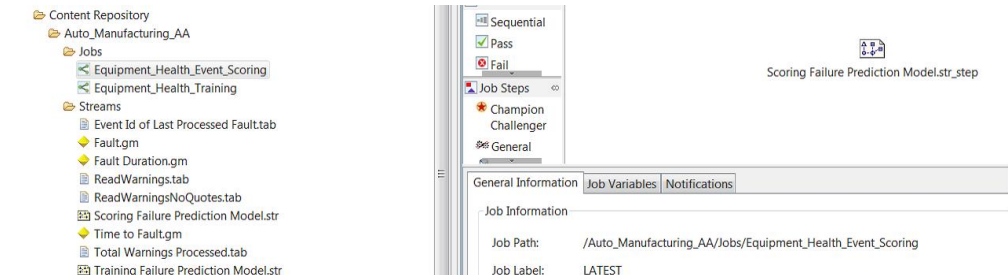 Content Repository
Auto_Manufacturing_AA
Jobs
Equipment_Health_Event_Scoring
Equipment_Health_Training
Streams
Event Id of Last Processed Fault.tab
Fault.gm
Fault Duration.gm
ReadWarnings.tab
ReadWarningsNoQuotes.tab
Scoring Failure Prediction Model.str
Time to Fault.gm
Total Warnings Processed.tab
Training Failure Prediction Model.str
Sequential
Pass
Fail
Job Steps
Champion
Challenger
General
Scoring Failure Prediction Model.str_step
General Information Job Variables Notifications
Job Information
Job Path: /Auto_Manufacturing_AA/Jobs/Equipment_Health_Event_Scoring
Job Label: LATEST